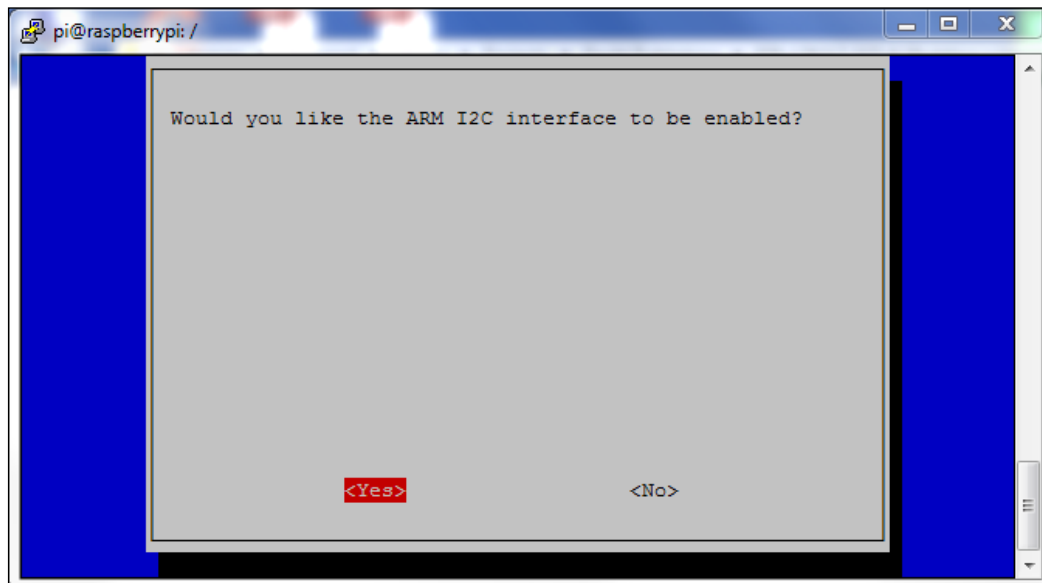 pi@raspberrypi: /
Would you like the ARM I2C interface to be enabled?
<Yes> <No>